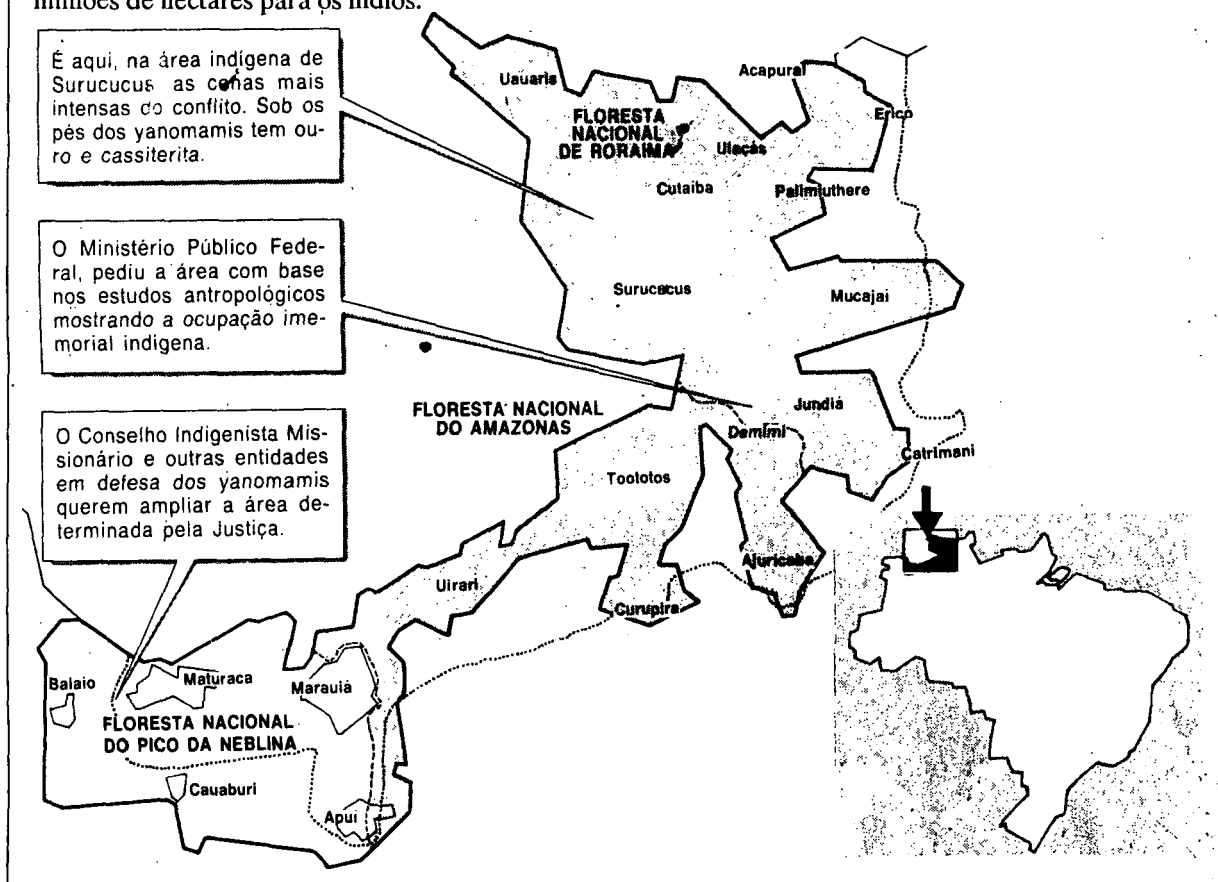 milhões de hectares para os índios.
É aqui, na área indígena de
Surucucus as cenas mais
intensas do conflito. Sob os
pés dos yanomamis tem ou-
ro e cassiterita.
O Ministério Público Fede-
ral, pediu a área com base
nos estudos antropológicos
mostrando a ocupação ime-
morial indígena.
O Conselho Indigenista Mis-
sionário e outras entidades
em defesa dos yanomamis
querem ampliar a área de-
terminada pela Justiça.
Uauaris
Acapurai
Erico
FLORESTA
NACIONAL
DE RORAIMA
Ulaçás
Cutaiba
Palimiuthere
Surucucus
Mucajai
FLORESTA NACIONAL
DO AMAZONAS
Jundiá
Demimi
Catrimani
Toototos
Ajuricaba
Uirari
Curupira
Balaio
Maturaca
Marauiá
FLORESTA NACIONAL
DO PICO DA NEBLINA
Cauaburi
Apuí